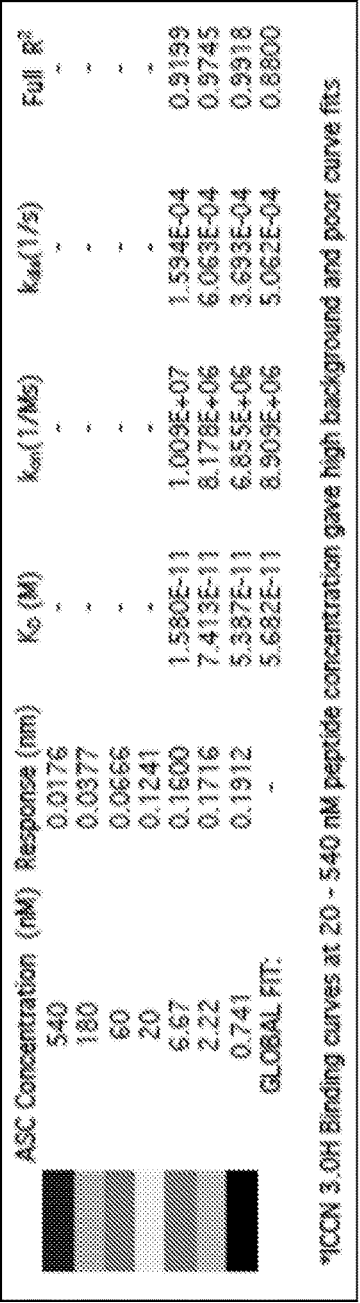 ASC Concentration (nM) Response (nm) K_D (M) k_on(1/Ms) k_dis(1/s) Full R²
540 0.0176 - - - -
180 0.0377 - - - -
60 0.0666 - - - -
20 0.1241 - - - -
6.67 0.1600 1.580E-11 1.009E+07 1.594E-04 0.9199
2.22 0.1716 7.413E-11 8.178E+06 6.063E-04 0.9745
0.741 0.1912 5.387E-11 6.855E+06 3.693E-04 0.9918
GLOBAL FIT: - 5.682E-11 8.909E+06 5.062E-04 0.8800
*ICCN 3.0H Binding curves at 20 - 540 nM peptide concentration gave high background and poor curve fits